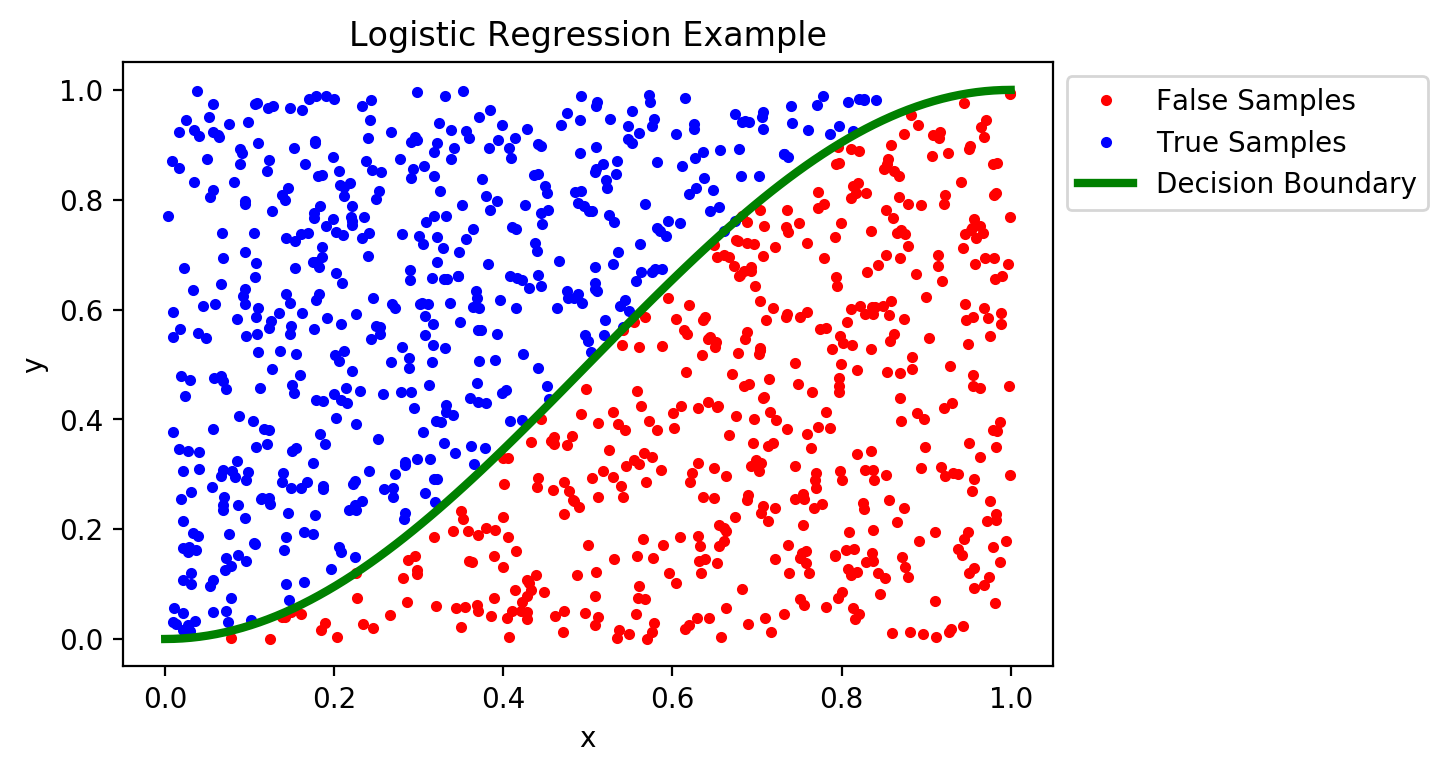 Logistic Regression Example
False Samples
True Samples
Decision Boundary
1.0
0.8
0.6
0.4
0.2
0.0
y
0.0 0.2 0.4 0.6 0.8 1.0
x